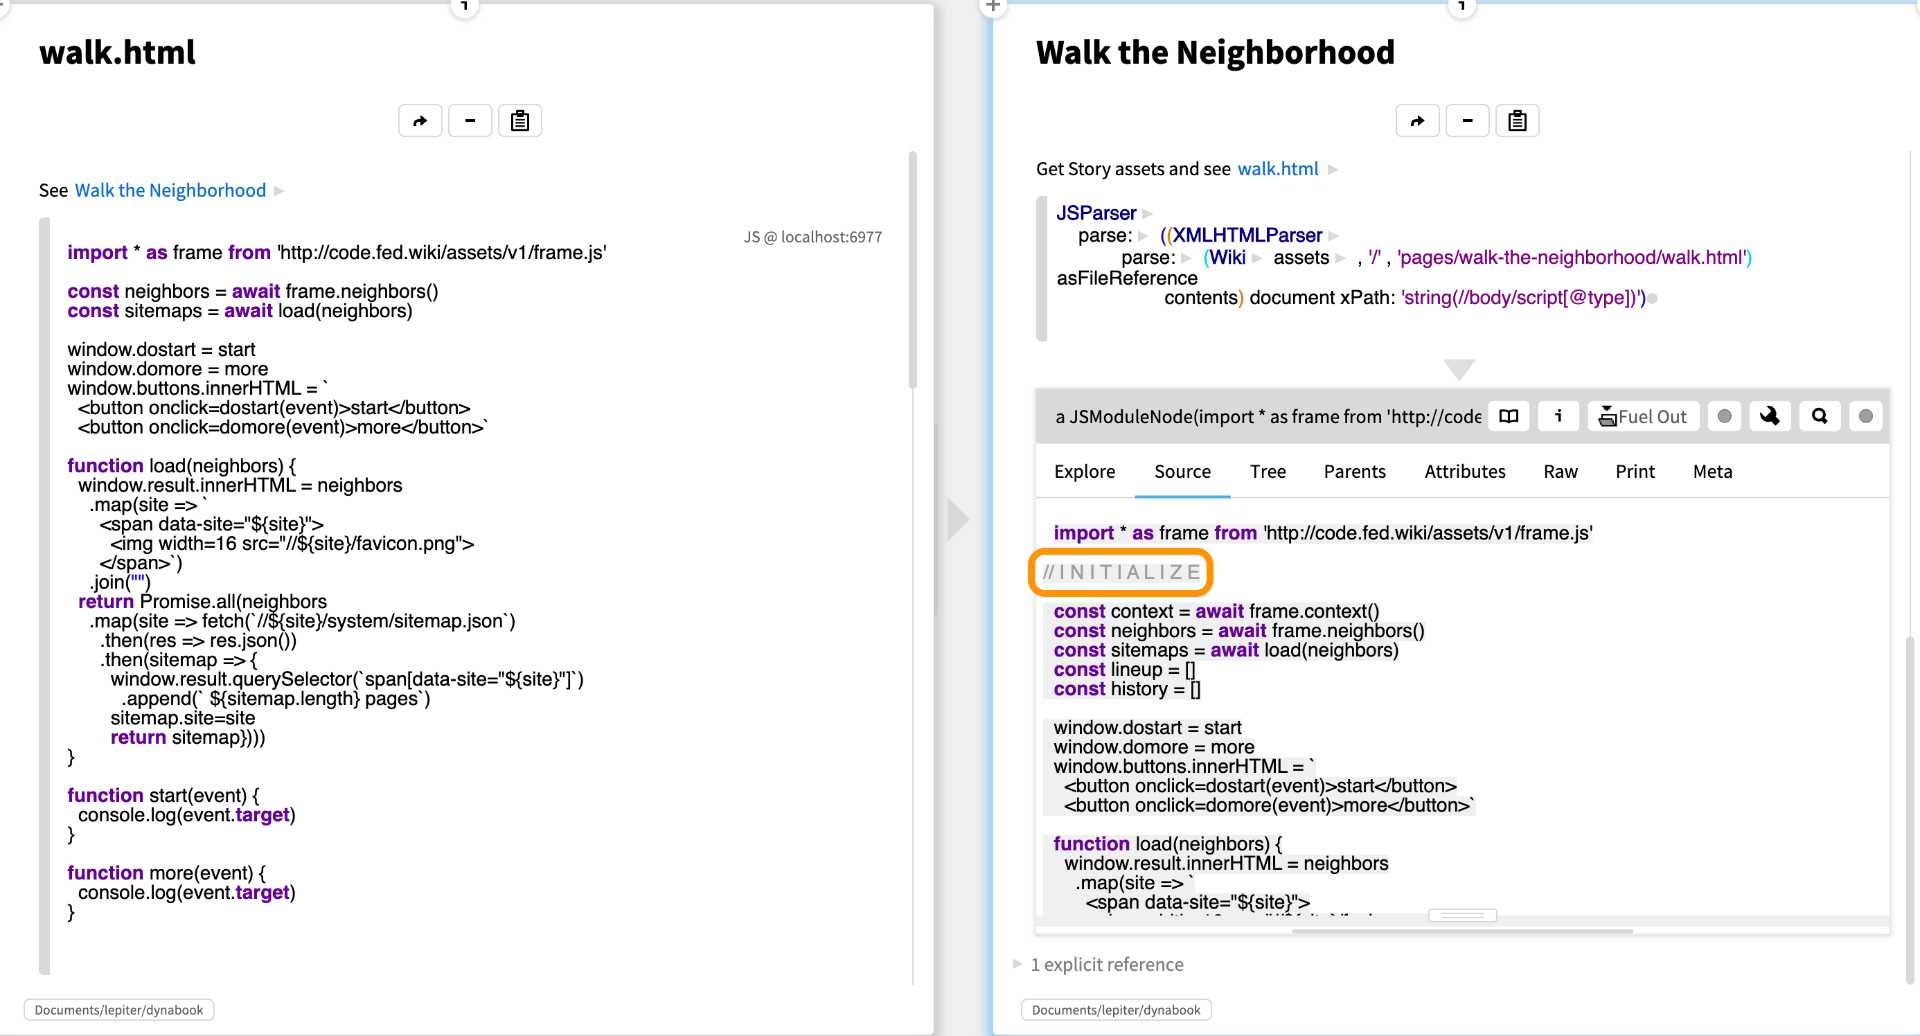 1
1
walk.html
See Walk the Neighborhood
JS @ localhost:6977
import * as frame from 'http://code.fed.wiki/assets/v1/frame.js'
const neighbors = await frame.neighbors()
const sitemaps = await load(neighbors)
window.dostart = start
window.domore = more
window.buttons.innerHTML = `
<button onclick=dostart(event)>start</button>
<button onclick=domore(event)>more</button>`
function load(neighbors) {
window.result.innerHTML = neighbors
.map(site => `
<span data-site="${site}">
<img width=16 src="//${site}/favicon.png">
</span>`)
.join("")
return Promise.all(neighbors
.map(site => fetch(`//${site}/system/sitemap.json`)
.then(res => res.json())
.then(sitemap => {
window.result.querySelector(`span[data-site="${site}"]`)
.append(` ${sitemap.length} pages`)
sitemap.site=site
return sitemap})))
}
function start(event) {
console.log(event.target)
}
function more(event) {
console.log(event.target)
}
Documents/lepiter/dynabook
Walk the Neighborhood
Get Story assets and see walk.html
JSParser
parse: ((XMLHTMLParser
parse: (Wiki assets , '/' , 'pages/walk-the-neighborhood/walk.html')
asFileReference
contents) document xPath: 'string(//body/script[@type])')
a JSModuleNode(import * as frame from 'http://code
i
Fuel Out
Explore Source Tree Parents Attributes Raw Print Meta
import * as frame from 'http://code.fed.wiki/assets/v1/frame.js'
// I N I T I A L I Z E
const context = await frame.context()
const neighbors = await frame.neighbors()
const sitemaps = await load(neighbors)
const lineup = []
const history = []
window.dostart = start
window.domore = more
window.buttons.innerHTML = `
<button onclick=dostart(event)>start</button>
<button onclick=domore(event)>more</button>`
function load(neighbors) {
window.result.innerHTML = neighbors
.map(site => `
<span data-site="${site}">
1 explicit reference
Documents/lepiter/dynabook